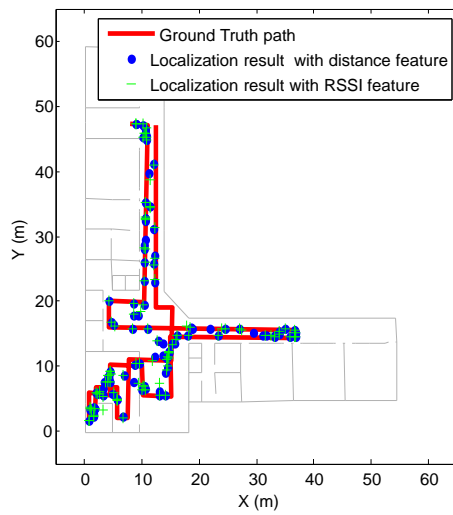 Ground Truth path
Localization result  with distance feature
Localization result with RSSI feature
Y (m)
60
50
40
30
20
10
0
0 10 20 30 40 50 60
X (m)